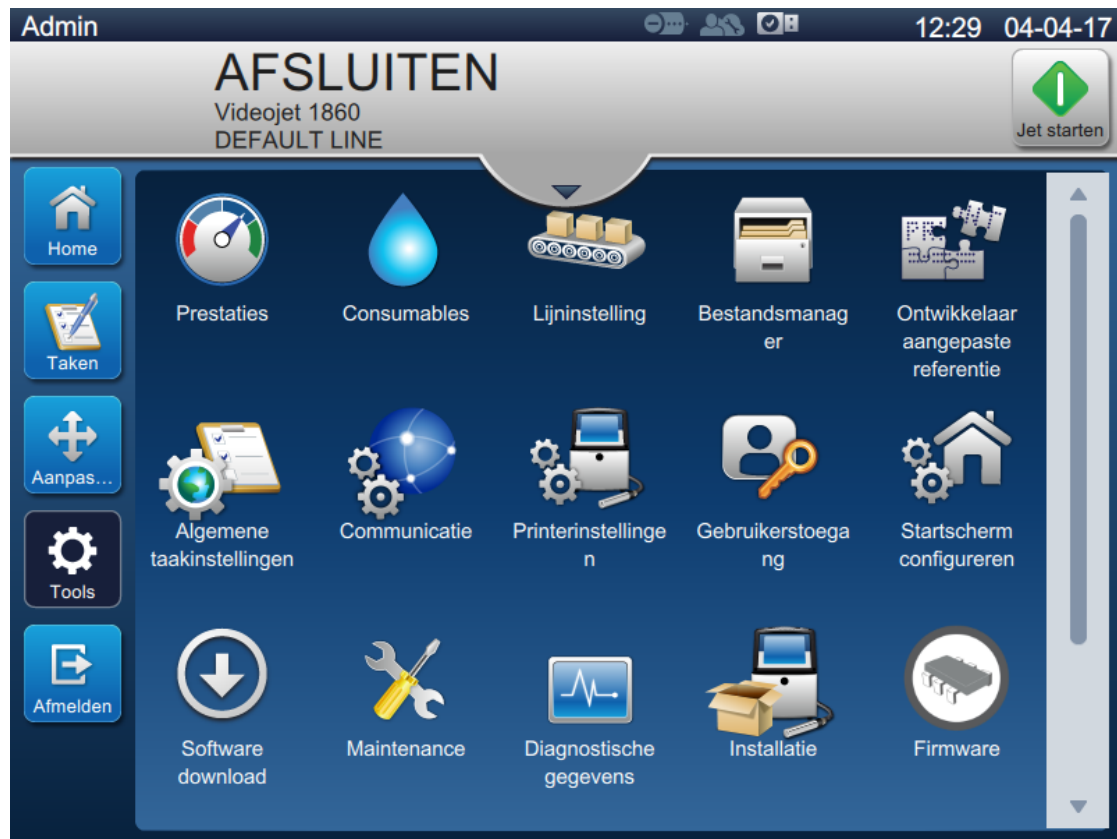 Admin
12:29 04-04-17
AFSLUITEN
Videojet 1860
DEFAULT LINE
Jet starten
Home
Taken
Aanpas...
Tools
Afmelden
Prestaties
Consumables
Lijninstelling
Bestandsmanag
er
Ontwikkelaar
aangepaste
referentie
Algemene
taakinstellingen
Communicatie
Printerinstellinge
n
Gebruikerstoega
ng
Startscherm
configureren
Software
download
Maintenance
Diagnostische
gegevens
Installatie
Firmware